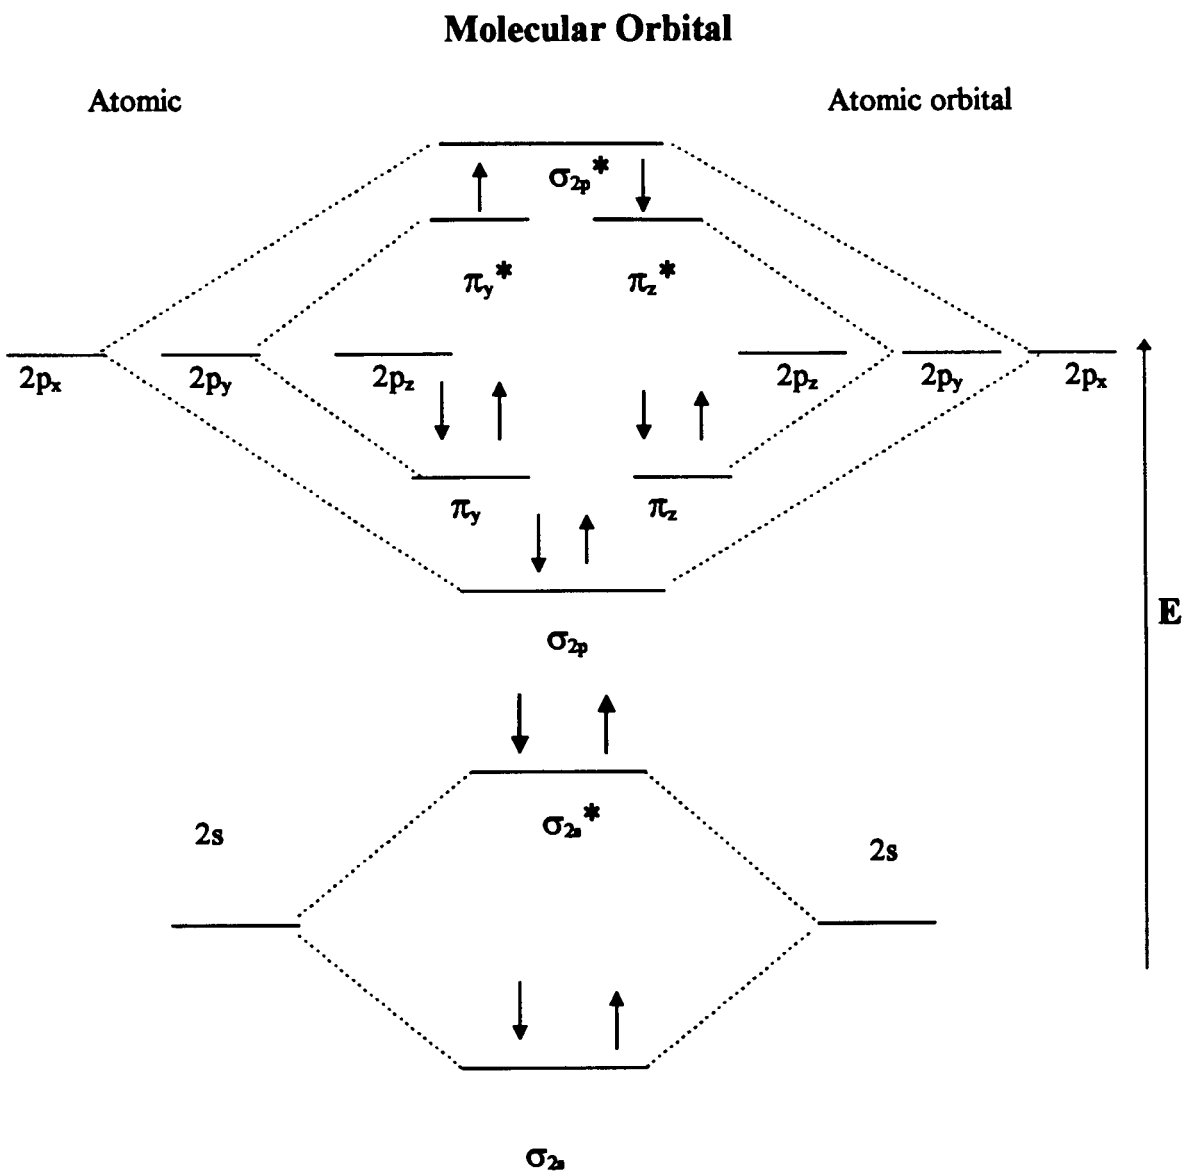 Molecular Orbital
Atomic
Atomic orbital
σ2p*
πy* πz*
2px 2py 2pz 2pz 2py 2px
πy πz
E
σ2p
σ2s*
2s
2s
σ2s